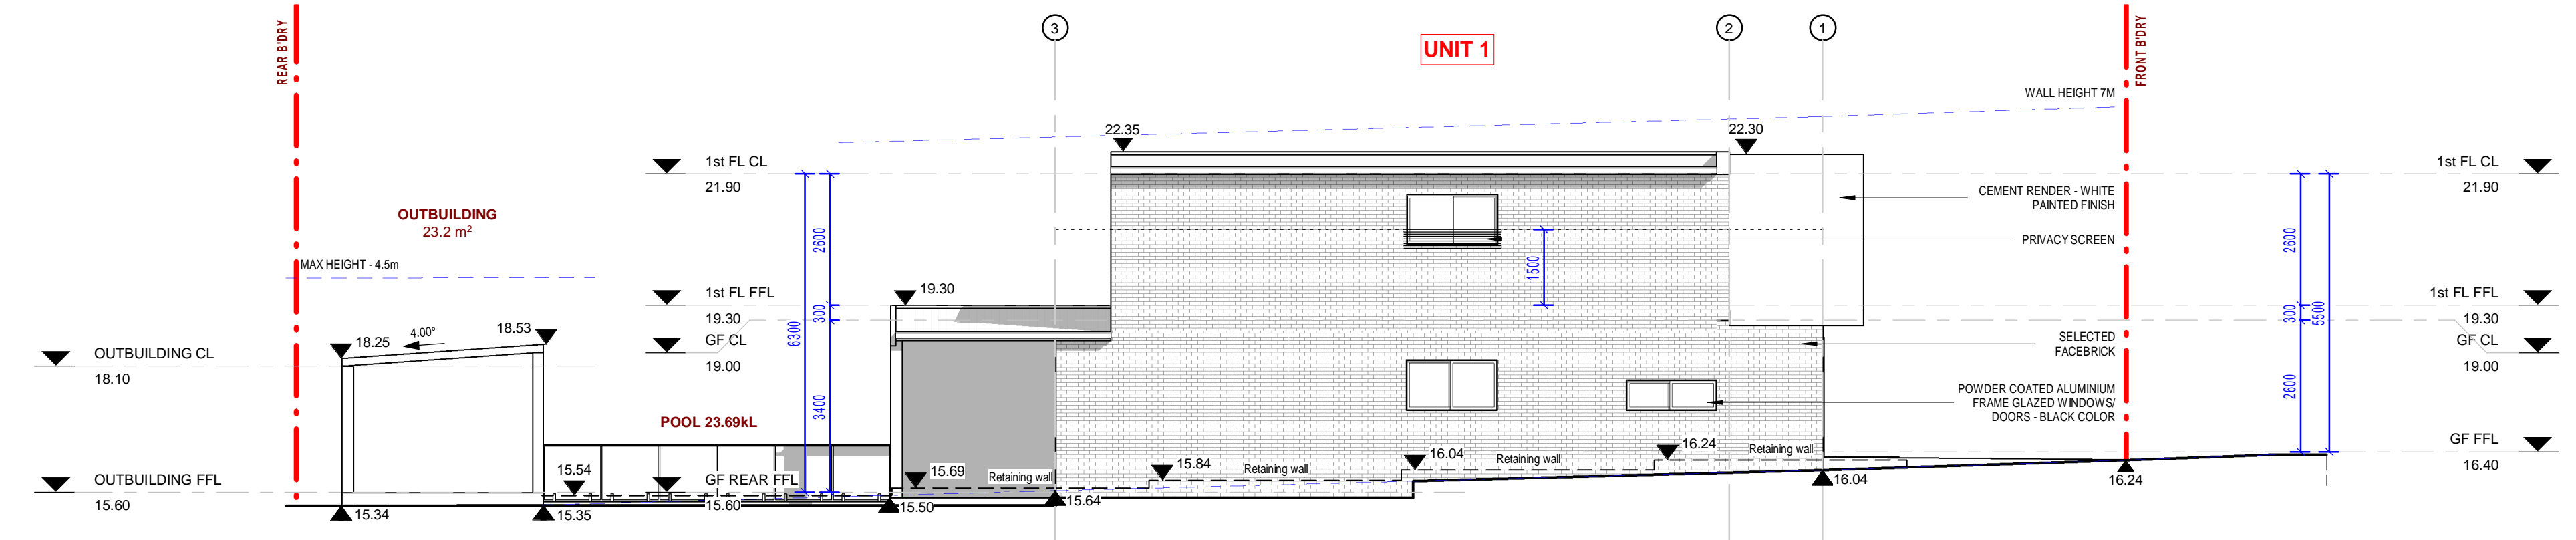 REAR B'DRY
3
UNIT 1
2
1
FRONT B'DRY
WALL HEIGHT 7M
22.35
22.30
1st FL CL
21.90
1st FL CL
21.90
CEMENT RENDER - WHITE
PAINTED FINISH
OUTBUILDING
23.2 m²
2600
2600
PRIVACY SCREEN
1500
MAX HEIGHT - 4.5m
1st FL FFL
19.30
19.30
1st FL FFL
19.30
300
300
5500
6300
18.53
4.00°
18.25
GF CL
19.00
SELECTED
FACEBRICK
GF CL
19.00
OUTBUILDING CL
18.10
3400
2600
POWDER COATED ALUMINIUM
FRAME GLAZED WINDOWS/
DOORS - BLACK COLOR
POOL 23.69kL
16.24
Retaining wall
GF FFL
16.40
16.04
Retaining wall
15.84
Retaining wall
15.69
Retaining wall
15.54
GF REAR FFL
15.60
OUTBUILDING FFL
15.60
15.34
15.35
15.50
15.64
16.04
16.24